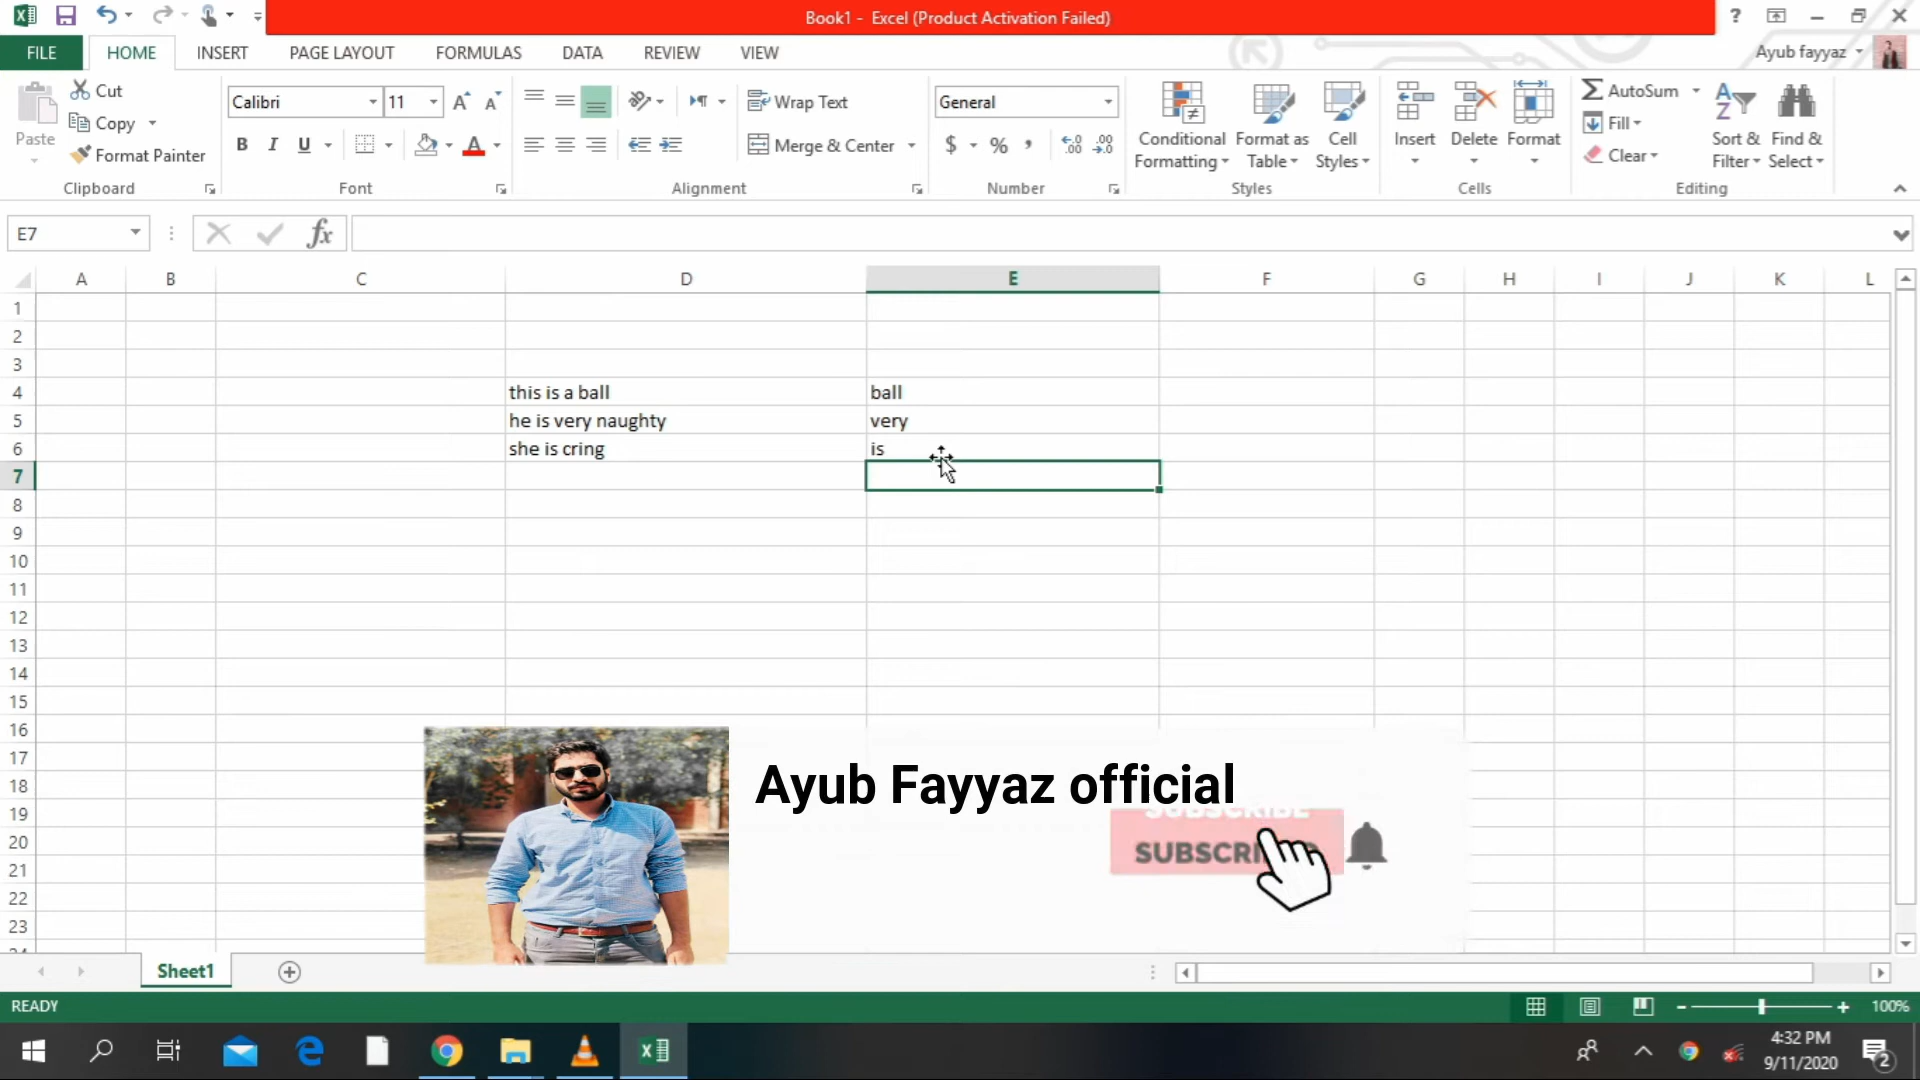 Book1 - Excel (Product Activation Failed)
FILE HOME INSERT PAGE LAYOUT FORMULAS DATA REVIEW VIEW Ayub fayyaz
Cut
Copy
Format Painter
Paste
Clipboard
Calibri 11
B I U
Font
Wrap Text
Merge & Center
Alignment
General
$ % ,
Number
Conditional Formatting
Format as Table
Cell Styles
Styles
Insert Delete Format
Cells
AutoSum
Fill
Clear
Sort & Filter
Find & Select
Editing
E7 fx
A B C D E F G H I J K L
1
2
3
4 this is a ball ball
5 he is very naughty very
6 she is cring is
7
8
9
10
11
12
13
14
15
16
17
18
19
20
21
22
23
Ayub Fayyaz official
SUBSCRIBE
Sheet1
READY 100%
4:32 PM
9/11/2020
2